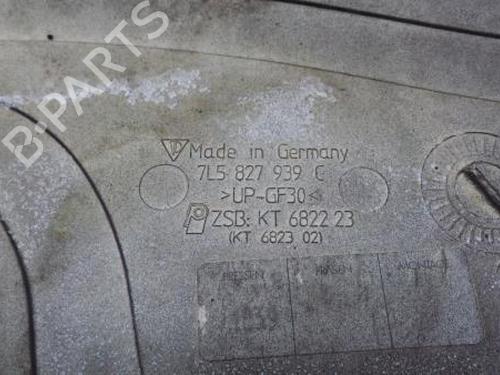 B-PARTS
Made in Germany
7L5 827 939 C
>UP-GF30<
ZSB: KT 6822 23
(KT 6823 02)
PRESSEN FRÄSEN MONTAGE